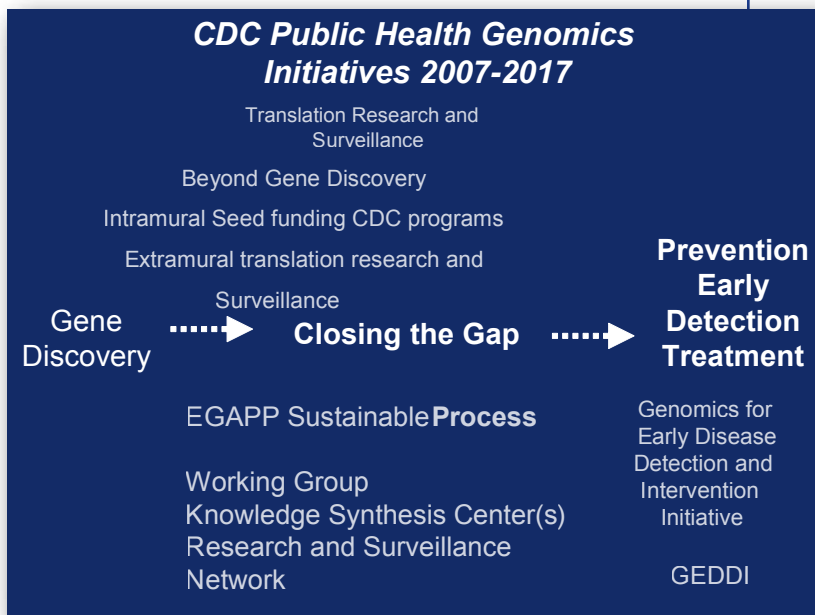 CDC Public Health Genomics
Initiatives 2007-2017
Translation Research and
Surveillance
Beyond Gene Discovery
Intramural Seed funding CDC programs
Extramural translation research and
Surveillance
Gene
Discovery
Closing the Gap
Prevention
Early
Detection
Treatment
EGAPP Sustainable Process
Working Group
Knowledge Synthesis Center(s)
Research and Surveillance
Network
Genomics for
Early Disease
Detection and
Intervention
Initiative
GEDDI